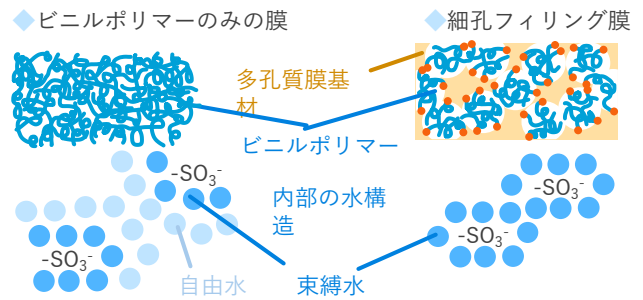 ◆ビニルポリマーのみの膜
◆細孔フィリング膜
多孔質膜基
材
ビニルポリマー
-SO₃⁻
-SO₃⁻
内部の水構
造
-SO₃⁻
-SO₃⁻
自由水
束縛水